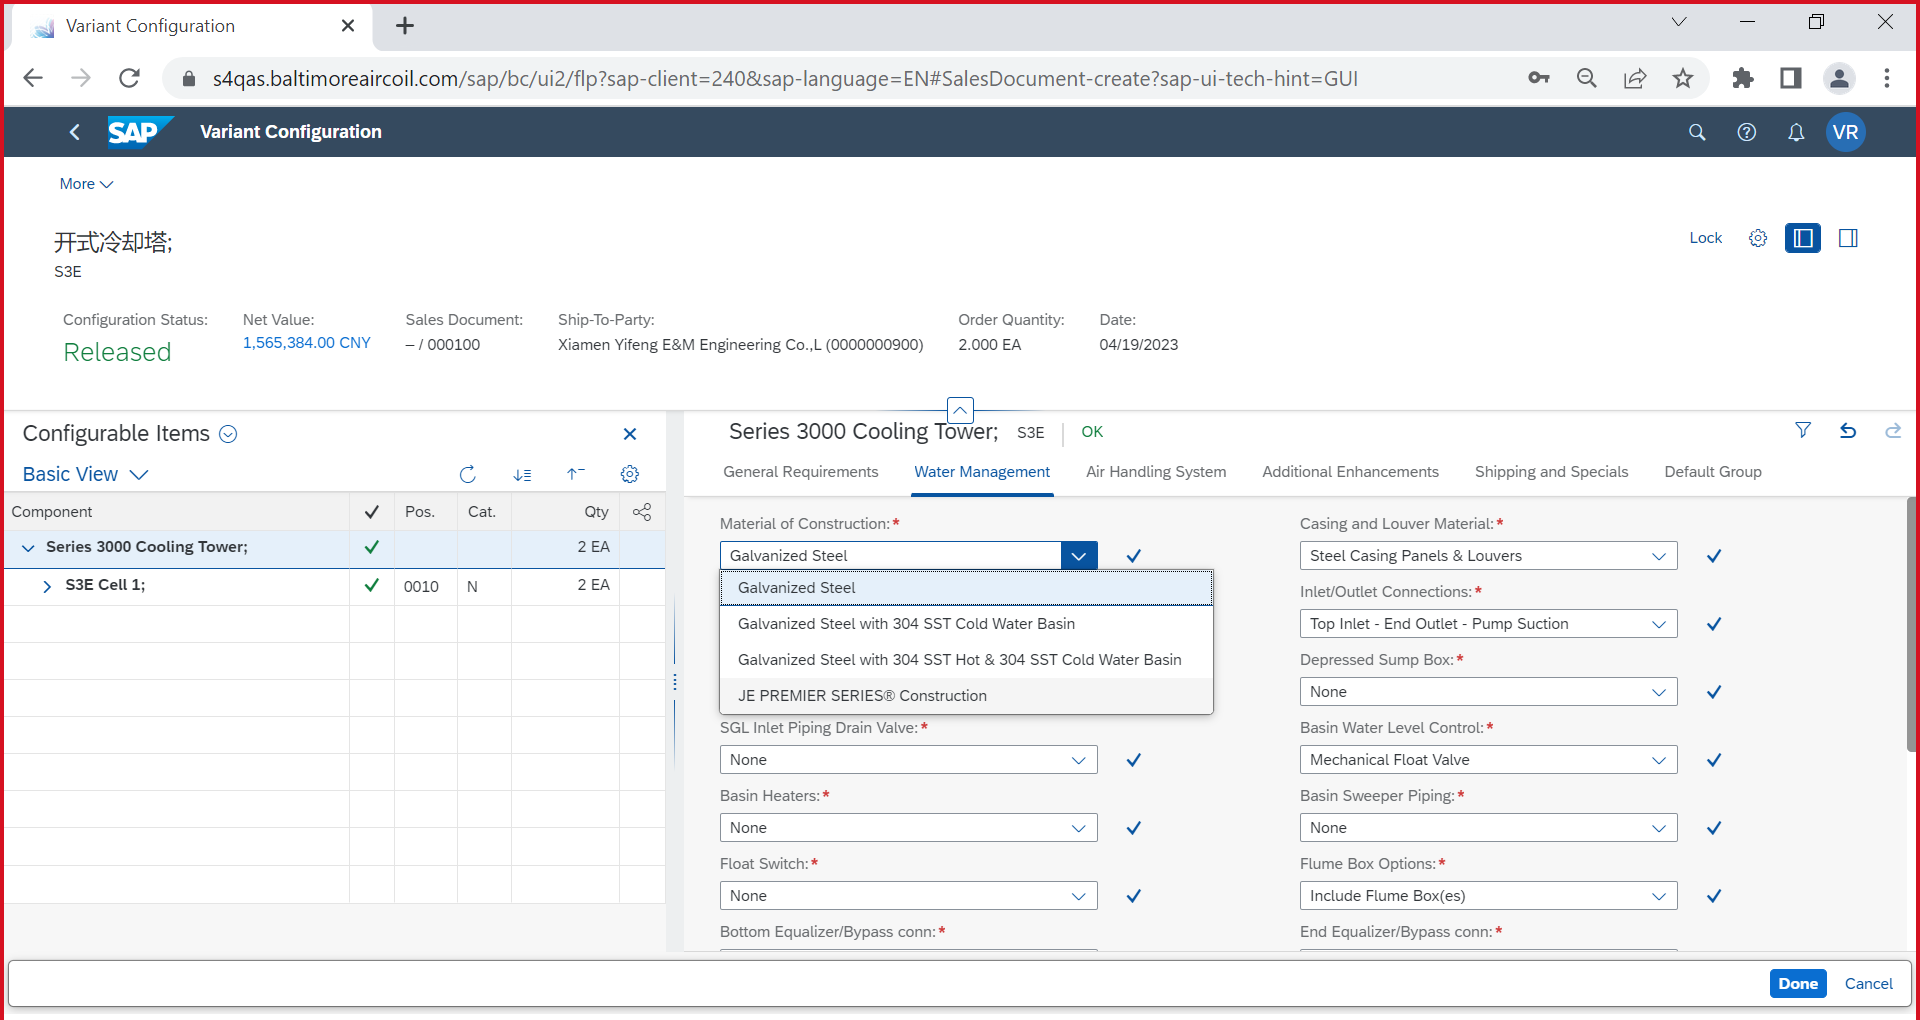 Variant Configuration
s4qas.baltimoreaircoil.com/sap/bc/ui2/flp?sap-client=240&sap-language=EN#SalesDocument-create?sap-ui-tech-hint=GUI
SAP Variant Configuration VR
More
开式冷却塔;
Lock
S3E
Configuration Status: Net Value: Sales Document: Ship-To-Party: Order Quantity: Date:
Released 1,565,384.00 CNY – / 000100 Xiamen Yifeng E&M Engineering Co.,L (0000000900) 2.000 EA 04/19/2023
Configurable Items
Basic View
Component Pos. Cat. Qty
Series 3000 Cooling Tower; 2 EA
S3E Cell 1; 0010 N 2 EA
Series 3000 Cooling Tower; S3E OK
General Requirements Water Management Air Handling System Additional Enhancements Shipping and Specials Default Group
Material of Construction:* Casing and Louver Material:*
Galvanized Steel Steel Casing Panels & Louvers
Galvanized Steel Inlet/Outlet Connections:*
Galvanized Steel with 304 SST Cold Water Basin Top Inlet - End Outlet - Pump Suction
Galvanized Steel with 304 SST Hot & 304 SST Cold Water Basin Depressed Sump Box:*
JE PREMIER SERIES® Construction None
SGL Inlet Piping Drain Valve:* Basin Water Level Control:*
None Mechanical Float Valve
Basin Heaters:* Basin Sweeper Piping:*
None None
Float Switch:* Flume Box Options:*
None Include Flume Box(es)
Bottom Equalizer/Bypass conn:* End Equalizer/Bypass conn:*
Done Cancel